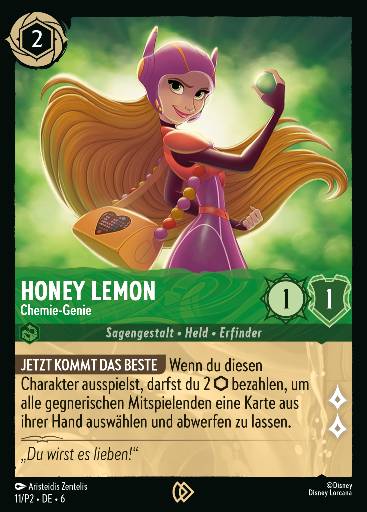 2
HONEY LEMON
Chemie-Genie
1
1
Sagengestalt • Held • Erfinder
JETZT KOMMT DAS BESTE Wenn du diesen
Charakter ausspielst, darfst du 2 ⬡ bezahlen, um
alle gegnerischen Mitspielenden eine Karte aus
ihrer Hand auswählen und abwerfen zu lassen.
„Du wirst es lieben!“
Aristeidis Zentelis
11/P2 • DE • 6
©Disney
Disney Lorcana